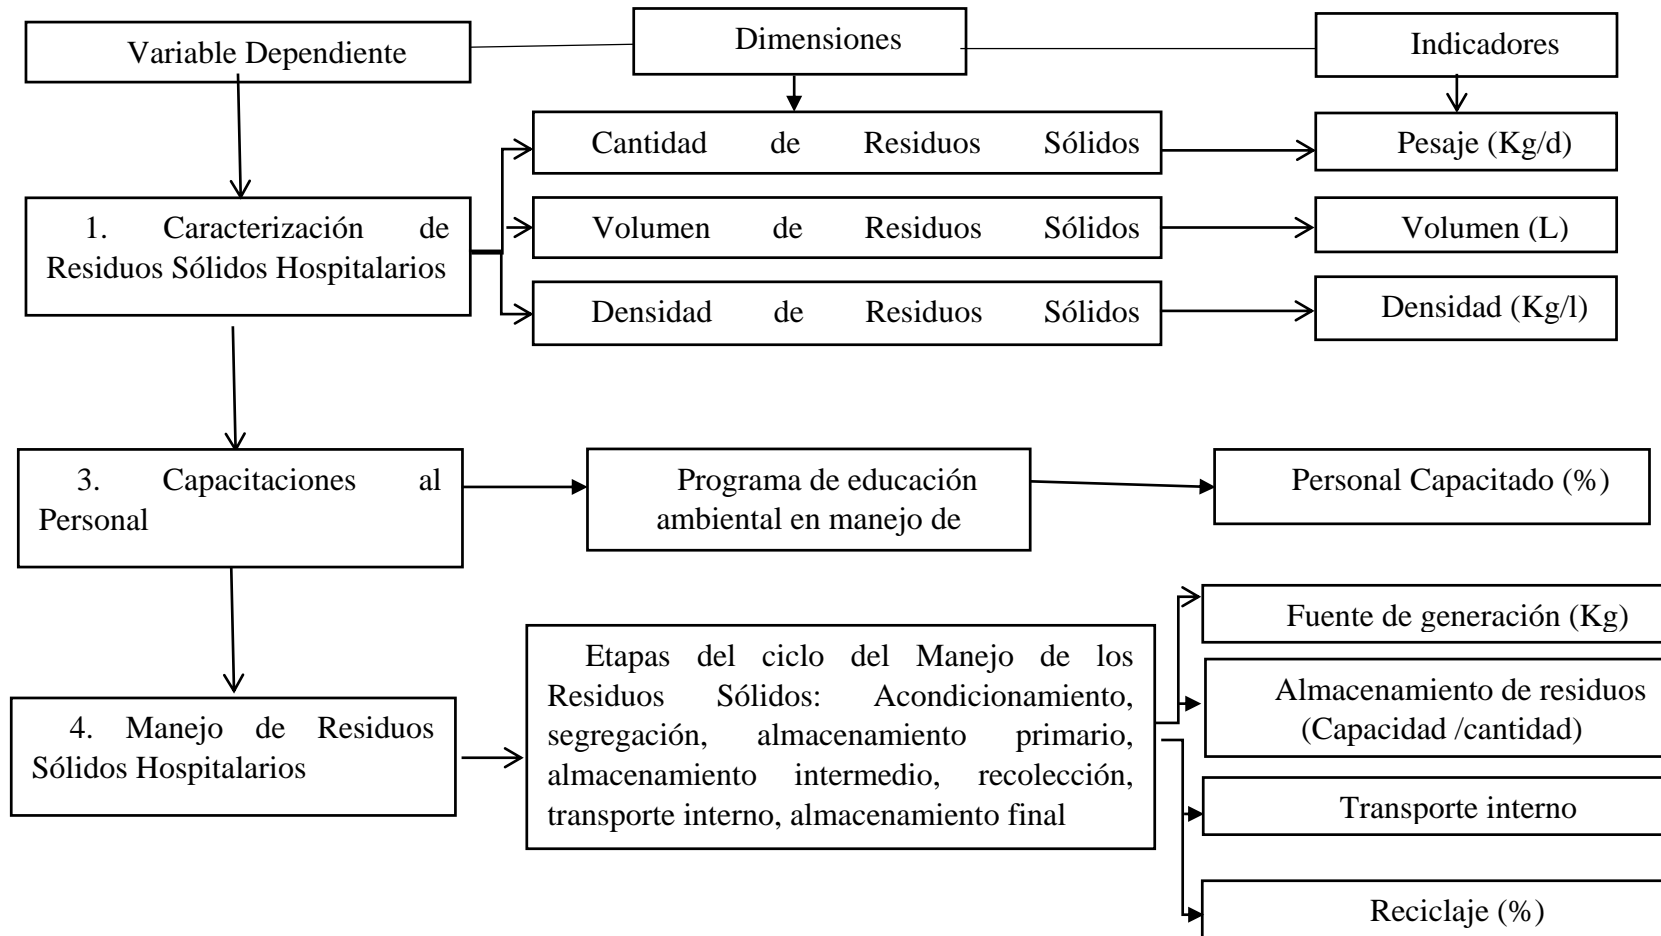 Variable Dependiente
Dimensiones
Indicadores
1. Caracterización de
Residuos Sólidos Hospitalarios
Cantidad de Residuos Sólidos
Pesaje (Kg/d)
Volumen de Residuos Sólidos
Volumen (L)
Densidad de Residuos Sólidos
Densidad (Kg/l)
3. Capacitaciones al
Personal
Programa de educación
ambiental en manejo de
Personal Capacitado (%)
4. Manejo de Residuos
Sólidos Hospitalarios
Etapas del ciclo del Manejo de los
Residuos Sólidos: Acondicionamiento,
segregación, almacenamiento primario,
almacenamiento intermedio, recolección,
transporte interno, almacenamiento final
Fuente de generación (Kg)
Almacenamiento de residuos
(Capacidad /cantidad)
Transporte interno
Reciclaje (%)